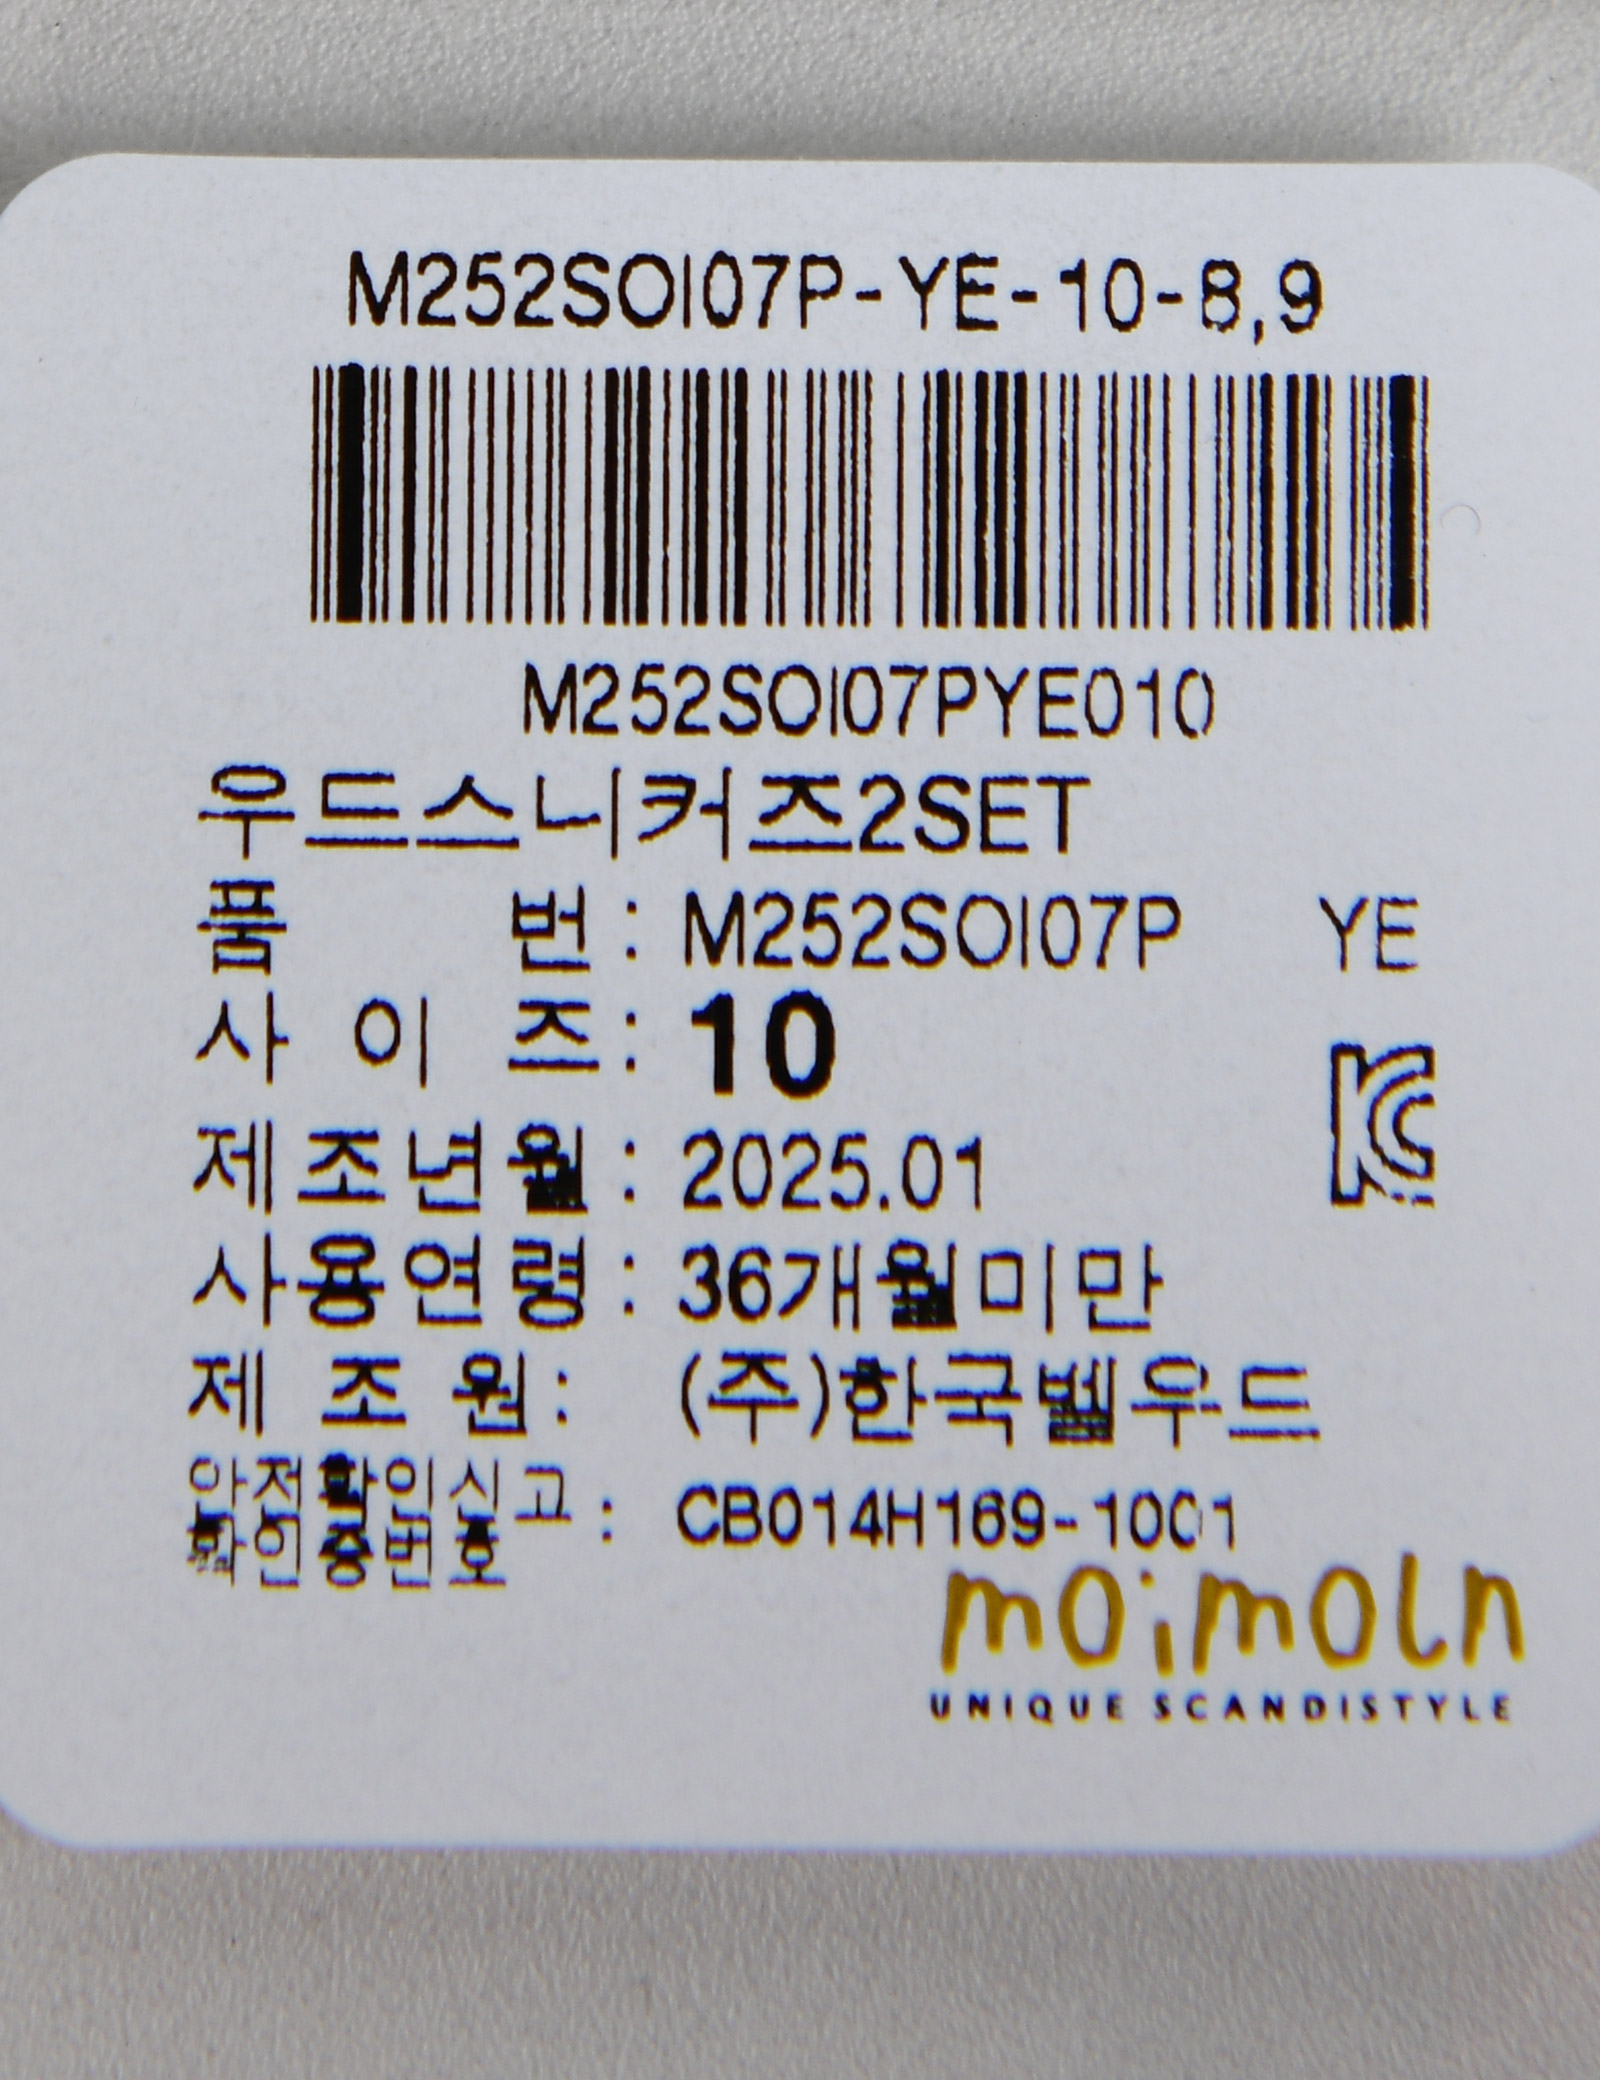 M252SOI07P-YE-10-8,9
M252SOI07PYE010
우드스니커즈2SET
품 번 : M252SOI07P YE
사 이 즈 : 10
제조년월 : 2025.01
사용연령 : 36개월미만
제 조 원 : (주)한국벨우드
안전확인신고
확인증번호 : CB014H169-1001
moimoln
UNIQUE SCANDISTYLE